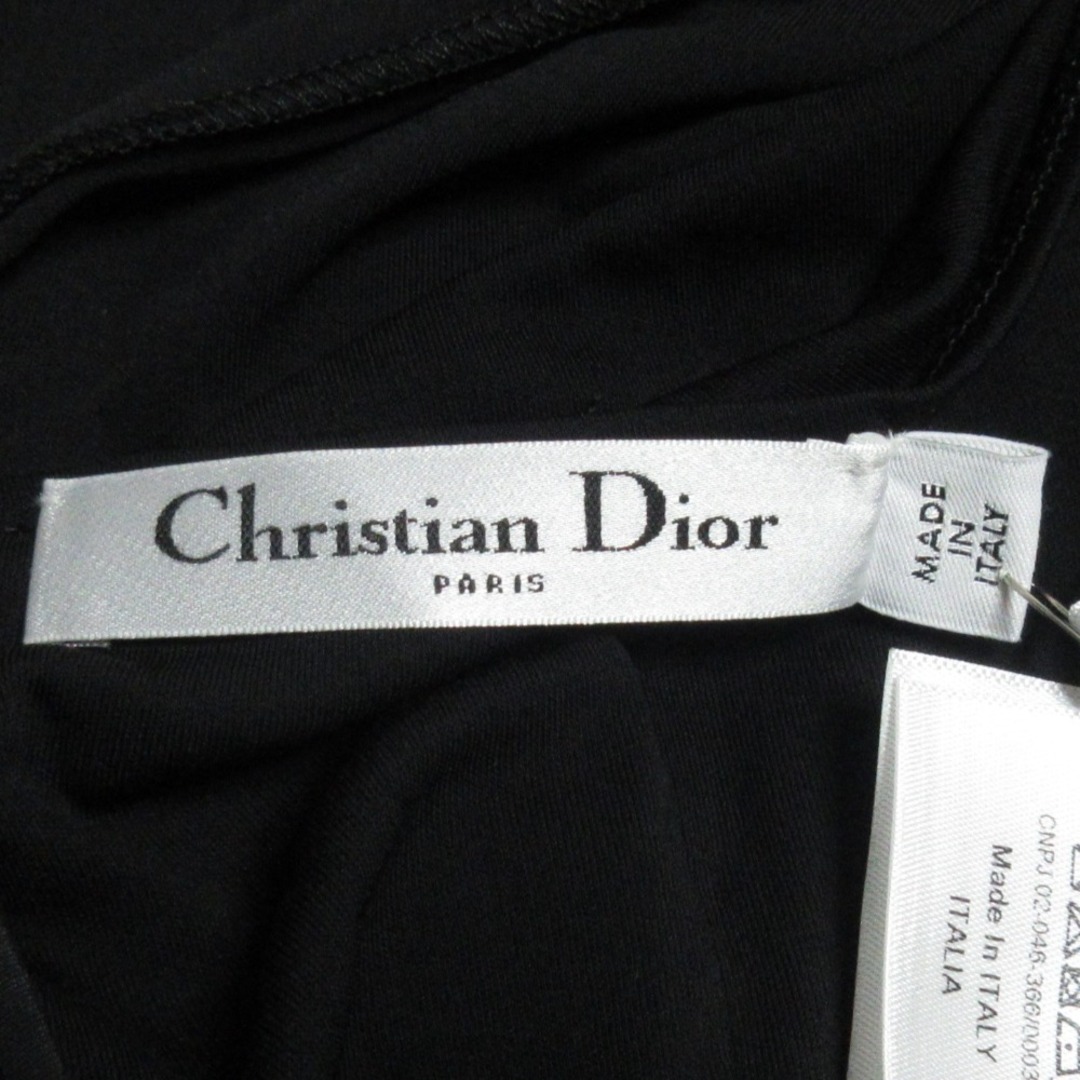 Christian Dior
PARIS
MADE
IN
ITALY
CNPJ 02-046-366/0003
Made In ITALY
ITALIA